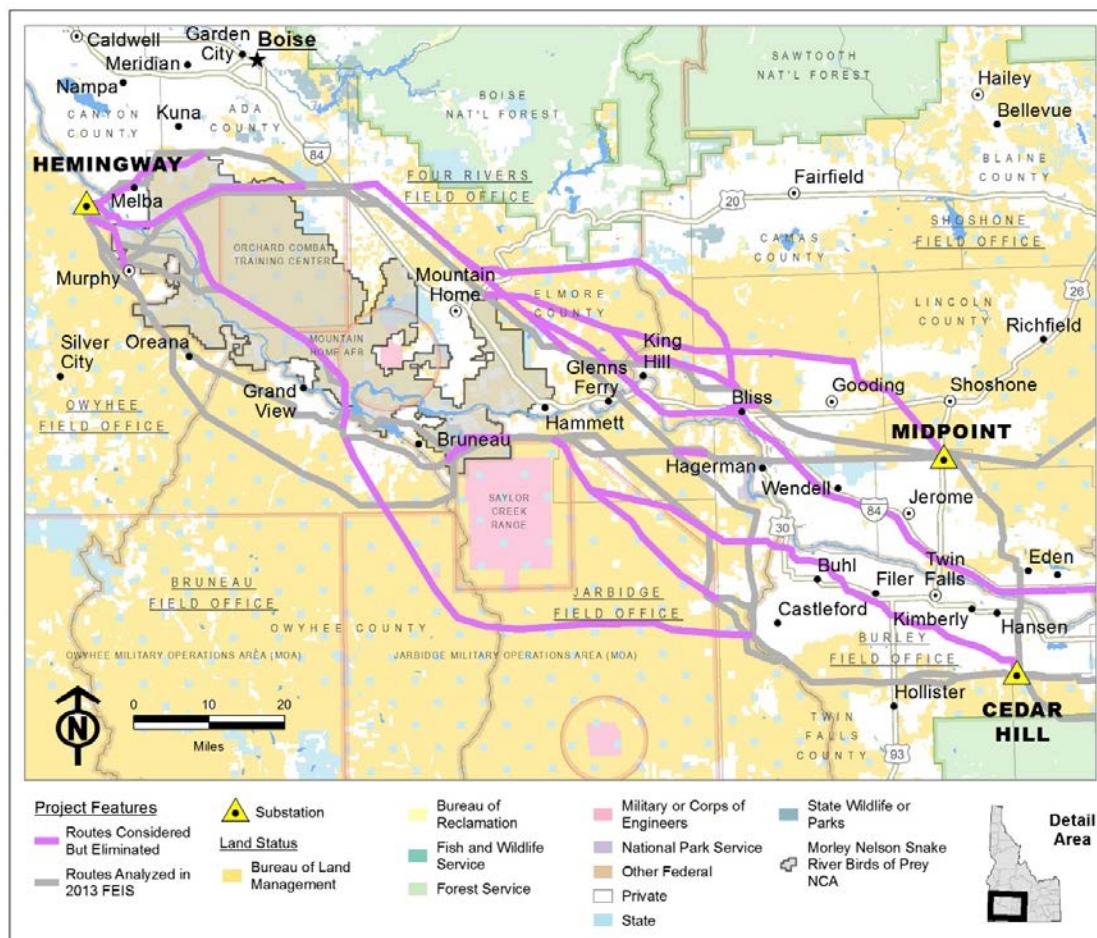 Caldwell
Garden
City
Boise
Meridian
Nampa
Kuna
CANYON
COUNTY
ADA
COUNTY
84
BOISE
NAT'L FOREST
SAWTOOTH
NAT'L FOREST
Hailey
Bellevue
BLAINE
COUNTY
HEMINGWAY
Melba
FOUR RIVERS
FIELD OFFICE
Fairfield
20
CAMAS
COUNTY
SHOSHONE
FIELD OFFICE
ORCHARD COMBAT
TRAINING CENTER
Murphy
Mountain
Home
ELMORE
COUNTY
LINCOLN
COUNTY
26
Richfield
Silver
City
Oreana
MOUNTAIN
HOME AFB
King
Hill
Glenns
Ferry
Gooding
Shoshone
Bliss
OWYHEE
FIELD OFFICE
Grand
View
Hammett
Bruneau
MIDPOINT
Hagerman
Wendell
Jerome
84
SAYLOR
CREEK
RANGE
30
Buhl
Filer
Twin
Falls
Eden
BRUNEAU
FIELD OFFICE
JARBIDGE
FIELD OFFICE
Castleford
Kimberly
Hansen
BURLEY
FIELD OFFICE
OWYHEE COUNTY
OWYHEE MILITARY OPERATIONS AREA (MOA)
JARBIDGE MILITARY OPERATIONS AREA (MOA)
Hollister
CEDAR
HILL
TWIN
FALLS
COUNTY
93
N
0 10 20
Miles
Project Features
Routes Considered
But Eliminated
Routes Analyzed in
2013 FEIS
Substation
Land Status
Bureau of Land
Management
Bureau of
Reclamation
Fish and Wildlife
Service
Forest Service
Military or Corps of
Engineers
National Park Service
Other Federal
Private
State
State Wildlife or
Parks
Morley Nelson Snake
River Birds of Prey
NCA
Detail
Area